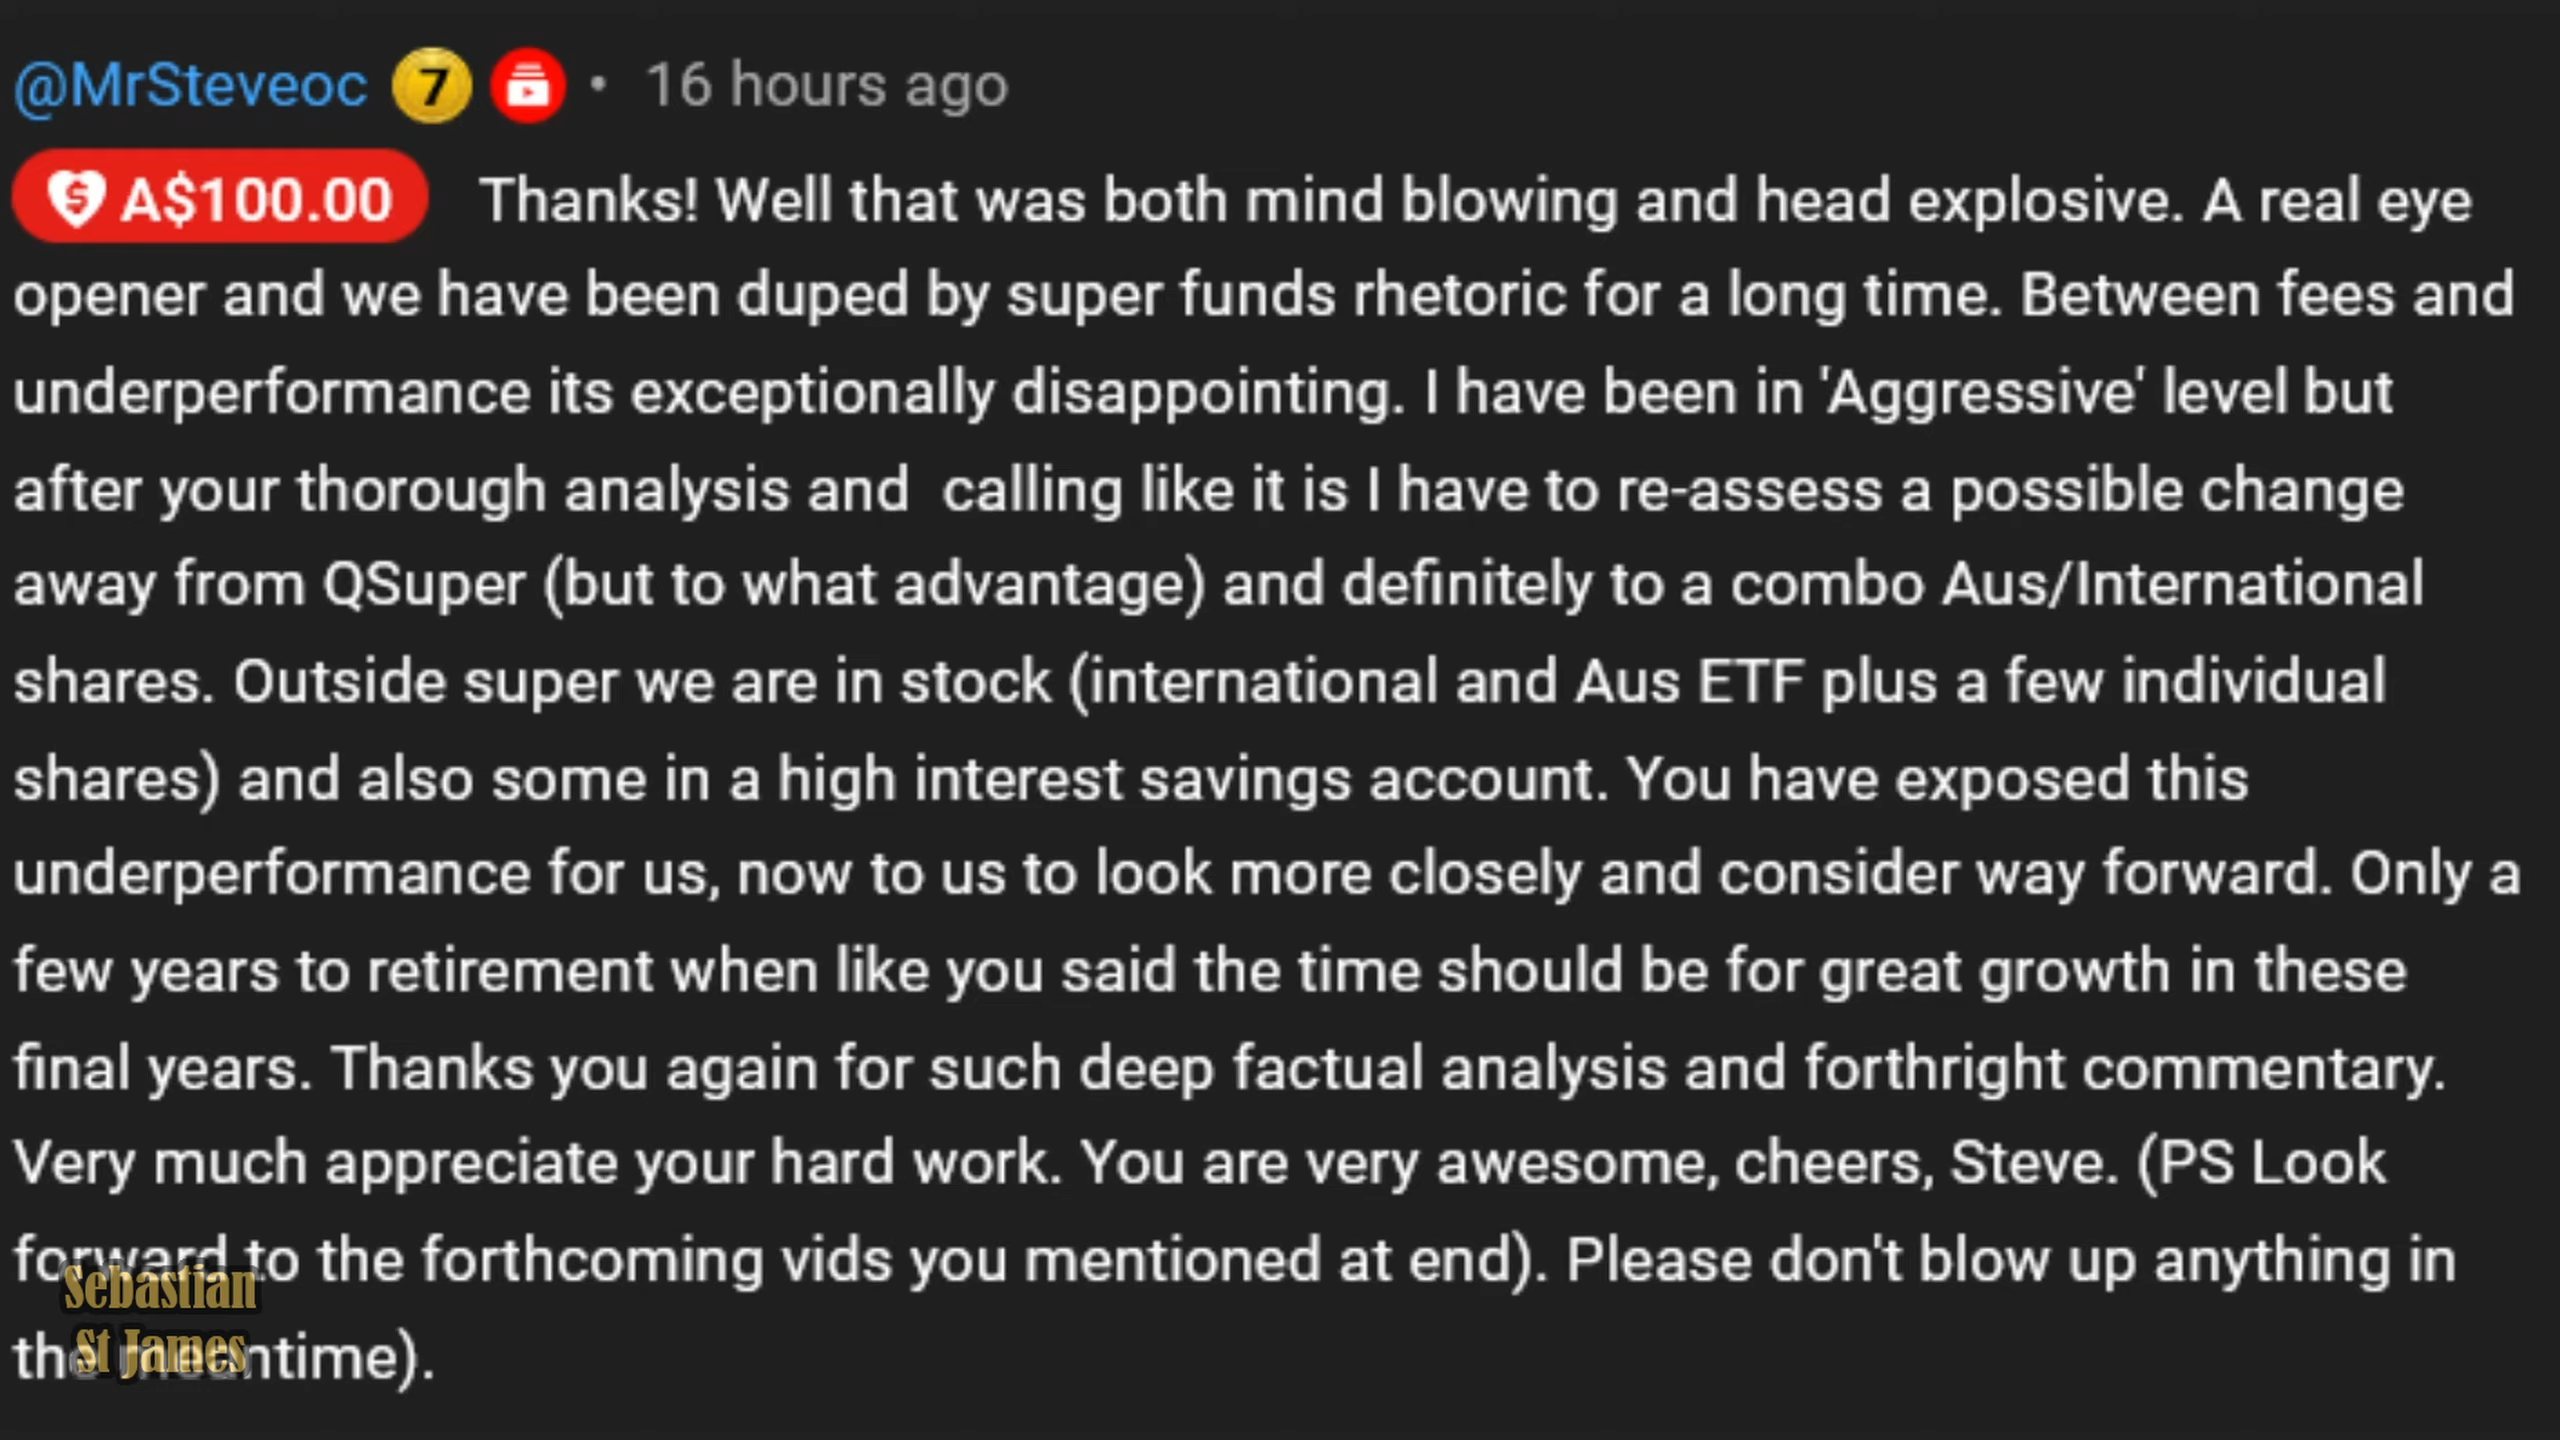 @MrSteveoc 7 • 16 hours ago
A$100.00 Thanks! Well that was both mind blowing and head explosive. A real eye
opener and we have been duped by super funds rhetoric for a long time. Between fees and
underperformance its exceptionally disappointing. I have been in 'Aggressive' level but
after your thorough analysis and  calling like it is I have to re-assess a possible change
away from QSuper (but to what advantage) and definitely to a combo Aus/International
shares. Outside super we are in stock (international and Aus ETF plus a few individual
shares) and also some in a high interest savings account. You have exposed this
underperformance for us, now to us to look more closely and consider way forward. Only a
few years to retirement when like you said the time should be for great growth in these
final years. Thanks you again for such deep factual analysis and forthright commentary.
Very much appreciate your hard work. You are very awesome, cheers, Steve. (PS Look
forward to the forthcoming vids you mentioned at end). Please don't blow up anything in
the meantime).
Sebastian
St James